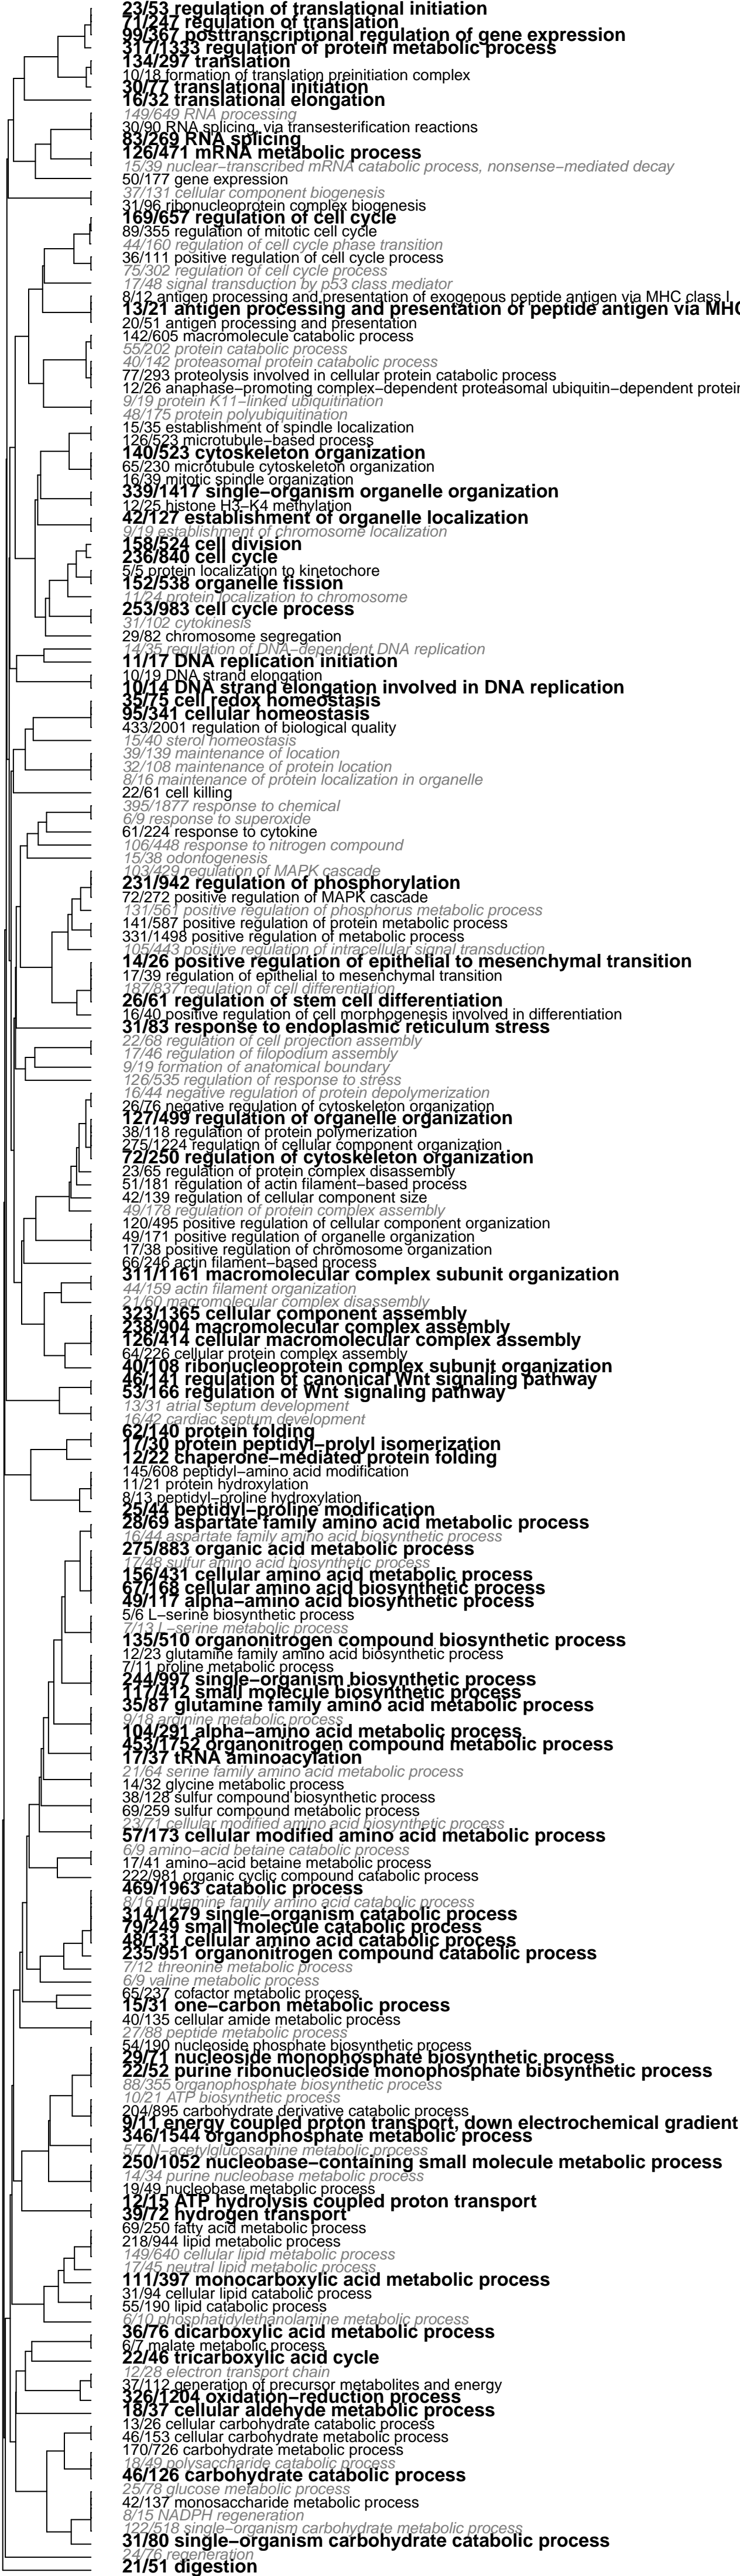 23/53 regulation of translational initiation
71/247 regulation of translation
99/367 posttranscriptional regulation of gene expression
317/1333 regulation of protein metabolic process
134/297 translation
10/18 formation of translation preinitiation complex
30/77 translational initiation
16/32 translational elongation
149/649 RNA processing
30/90 RNA splicing, via transesterification reactions
83/269 RNA splicing
126/471 mRNA metabolic process
15/39 nuclear−transcribed mRNA catabolic process, nonsense−mediated decay
50/177 gene expression
37/131 cellular component biogenesis
31/96 ribonucleoprotein complex biogenesis
169/657 regulation of cell cycle
89/355 regulation of mitotic cell cycle
44/160 regulation of cell cycle phase transition
36/111 positive regulation of cell cycle process
75/302 regulation of cell cycle process
17/48 signal transduction by p53 class mediator
8/12 antigen processing and presentation of exogenous peptide antigen via MHC class I
13/21 antigen processing and presentation of peptide antigen via MHC
20/51 antigen processing and presentation
142/605 macromolecule catabolic process
55/202 protein catabolic process
40/142 proteasomal protein catabolic process
77/293 proteolysis involved in cellular protein catabolic process
12/26 anaphase−promoting complex−dependent proteasomal ubiquitin−dependent protein
9/19 protein K11−linked ubiquitination
48/175 protein polyubiquitination
15/35 establishment of spindle localization
126/523 microtubule−based process
140/523 cytoskeleton organization
65/230 microtubule cytoskeleton organization
16/39 mitotic spindle organization
339/1417 single−organism organelle organization
12/25 histone H3−K4 methylation
42/127 establishment of organelle localization
9/19 establishment of chromosome localization
158/524 cell division
236/840 cell cycle
5/5 protein localization to kinetochore
152/538 organelle fission
11/24 protein localization to chromosome
253/983 cell cycle process
31/102 cytokinesis
29/82 chromosome segregation
14/35 regulation of DNA−dependent DNA replication
11/17 DNA replication initiation
10/19 DNA strand elongation
10/14 DNA strand elongation involved in DNA replication
35/75 cell redox homeostasis
95/341 cellular homeostasis
433/2001 regulation of biological quality
15/40 sterol homeostasis
39/139 maintenance of location
32/108 maintenance of protein location
8/16 maintenance of protein localization in organelle
22/61 cell killing
395/1877 response to chemical
6/9 response to superoxide
61/224 response to cytokine
106/448 response to nitrogen compound
15/38 odontogenesis
103/429 regulation of MAPK cascade
231/942 regulation of phosphorylation
72/272 positive regulation of MAPK cascade
131/561 positive regulation of phosphorus metabolic process
141/587 positive regulation of protein metabolic process
331/1498 positive regulation of metabolic process
105/443 positive regulation of intracellular signal transduction
14/26 positive regulation of epithelial to mesenchymal transition
17/39 regulation of epithelial to mesenchymal transition
187/837 regulation of cell differentiation
26/61 regulation of stem cell differentiation
16/40 positive regulation of cell morphogenesis involved in differentiation
31/83 response to endoplasmic reticulum stress
22/68 regulation of cell projection assembly
17/46 regulation of filopodium assembly
9/19 formation of anatomical boundary
126/535 regulation of response to stress
16/44 negative regulation of protein depolymerization
26/76 negative regulation of cytoskeleton organization
127/499 regulation of organelle organization
38/118 regulation of protein polymerization
275/1224 regulation of cellular component organization
72/250 regulation of cytoskeleton organization
23/65 regulation of protein complex disassembly
51/181 regulation of actin filament−based process
42/139 regulation of cellular component size
49/178 regulation of protein complex assembly
120/495 positive regulation of cellular component organization
49/171 positive regulation of organelle organization
17/38 positive regulation of chromosome organization
66/246 actin filament−based process
311/1161 macromolecular complex subunit organization
44/159 actin filament organization
21/60 macromolecular complex disassembly
323/1365 cellular component assembly
238/904 macromolecular complex assembly
126/414 cellular macromolecular complex assembly
64/226 cellular protein complex assembly
40/108 ribonucleoprotein complex subunit organization
46/141 regulation of canonical Wnt signaling pathway
53/166 regulation of Wnt signaling pathway
13/31 atrial septum development
16/42 cardiac septum development
62/140 protein folding
17/30 protein peptidyl−prolyl isomerization
12/22 chaperone−mediated protein folding
145/608 peptidyl−amino acid modification
11/21 protein hydroxylation
8/13 peptidyl−proline hydroxylation
25/44 peptidyl−proline modification
28/69 aspartate family amino acid metabolic process
16/44 aspartate family amino acid biosynthetic process
275/883 organic acid metabolic process
17/48 sulfur amino acid biosynthetic process
156/431 cellular amino acid metabolic process
67/168 cellular amino acid biosynthetic process
49/117 alpha−amino acid biosynthetic process
5/6 L−serine biosynthetic process
7/13 L−serine metabolic process
135/510 organonitrogen compound biosynthetic process
12/23 glutamine family amino acid biosynthetic process
7/11 proline metabolic process
244/997 single−organism biosynthetic process
117/412 small molecule biosynthetic process
35/87 glutamine family amino acid metabolic process
9/18 arginine metabolic process
104/291 alpha−amino acid metabolic process
453/1752 organonitrogen compound metabolic process
17/37 tRNA aminoacylation
21/64 serine family amino acid metabolic process
14/32 glycine metabolic process
38/128 sulfur compound biosynthetic process
69/259 sulfur compound metabolic process
23/71 cellular modified amino acid biosynthetic process
57/173 cellular modified amino acid metabolic process
6/9 amino−acid betaine catabolic process
17/41 amino−acid betaine metabolic process
222/981 organic cyclic compound catabolic process
469/1963 catabolic process
8/16 glutamine family amino acid catabolic process
314/1279 single−organism catabolic process
79/249 small molecule catabolic process
48/131 cellular amino acid catabolic process
235/951 organonitrogen compound catabolic process
7/12 threonine metabolic process
6/9 valine metabolic process
65/237 cofactor metabolic process
15/31 one−carbon metabolic process
40/135 cellular amide metabolic process
27/88 peptide metabolic process
54/190 nucleoside phosphate biosynthetic process
29/71 nucleoside monophosphate biosynthetic process
22/52 purine ribonucleoside monophosphate biosynthetic process
88/355 organophosphate biosynthetic process
10/21 ATP biosynthetic process
204/895 carbohydrate derivative catabolic process
9/11 energy coupled proton transport, down electrochemical gradient
346/1544 organophosphate metabolic process
5/7 N−acetylglucosamine metabolic process
250/1052 nucleobase−containing small molecule metabolic process
14/34 purine nucleobase metabolic process
19/49 nucleobase metabolic process
12/15 ATP hydrolysis coupled proton transport
39/72 hydrogen transport
69/250 fatty acid metabolic process
218/944 lipid metabolic process
149/640 cellular lipid metabolic process
17/45 neutral lipid metabolic process
111/397 monocarboxylic acid metabolic process
31/94 cellular lipid catabolic process
55/190 lipid catabolic process
6/10 phosphatidylethanolamine metabolic process
36/76 dicarboxylic acid metabolic process
6/7 malate metabolic process
22/46 tricarboxylic acid cycle
12/28 electron transport chain
37/112 generation of precursor metabolites and energy
326/1204 oxidation−reduction process
18/37 cellular aldehyde metabolic process
13/26 cellular carbohydrate catabolic process
46/153 cellular carbohydrate metabolic process
170/726 carbohydrate metabolic process
18/49 polysaccharide catabolic process
46/126 carbohydrate catabolic process
25/78 glucose metabolic process
42/137 monosaccharide metabolic process
8/15 NADPH regeneration
122/518 single−organism carbohydrate metabolic process
31/80 single−organism carbohydrate catabolic process
24/76 regeneration
21/51 digestion